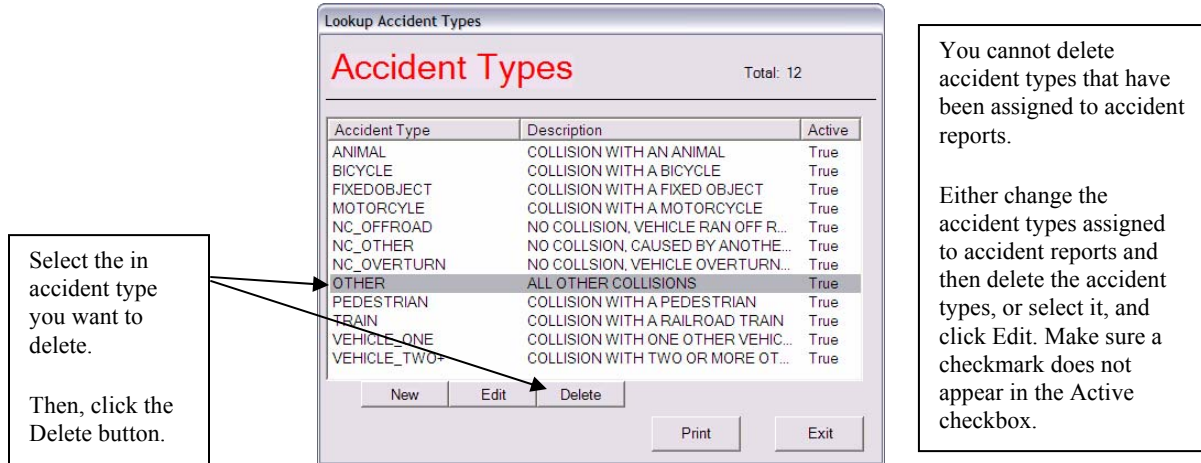 Lookup Accident Types
Accident Types
Total: 12
Accident Type Description Active
ANIMAL COLLISION WITH AN ANIMAL True
BICYCLE COLLISION WITH A BICYCLE True
FIXEDOBJECT COLLISION WITH A FIXED OBJECT True
MOTORCYLE COLLISION WITH A MOTORCYCLE True
NC_OFFROAD NO COLLISION, VEHICLE RAN OFF R... True
NC_OTHER NO COLLSION, CAUSED BY ANOTHE... True
NC_OVERTURN NO COLLSION, VEHICLE OVERTURN... True
OTHER ALL OTHER COLLISIONS True
PEDESTRIAN COLLISION WITH A PEDESTRIAN True
TRAIN COLLISION WITH A RAILROAD TRAIN True
VEHICLE_ONE COLLISION WITH ONE OTHER VEHIC... True
VEHICLE_TWO+ COLLISION WITH TWO OR MORE OT... True
New Edit Delete
Print Exit
Select the in
accident type
you want to
delete.
Then, click the
Delete button.
You cannot delete
accident types that have
been assigned to accident
reports.
Either change the
accident types assigned
to accident reports and
then delete the accident
types, or select it, and
click Edit. Make sure a
checkmark does not
appear in the Active
checkbox.